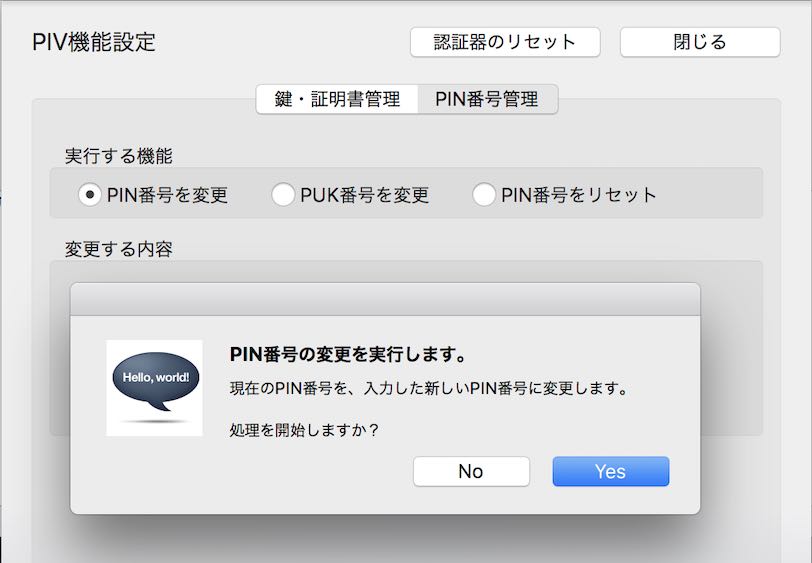 PIV機能設定
認証器のリセット
閉じる
鍵・証明書管理
PIN番号管理
実行する機能
PIN番号を変更
PUK番号を変更
PIN番号をリセット
変更する内容
Hello, world!
PIN番号の変更を実行します。
現在のPIN番号を、入力した新しいPIN番号に変更します。
処理を開始しますか？
No
Yes